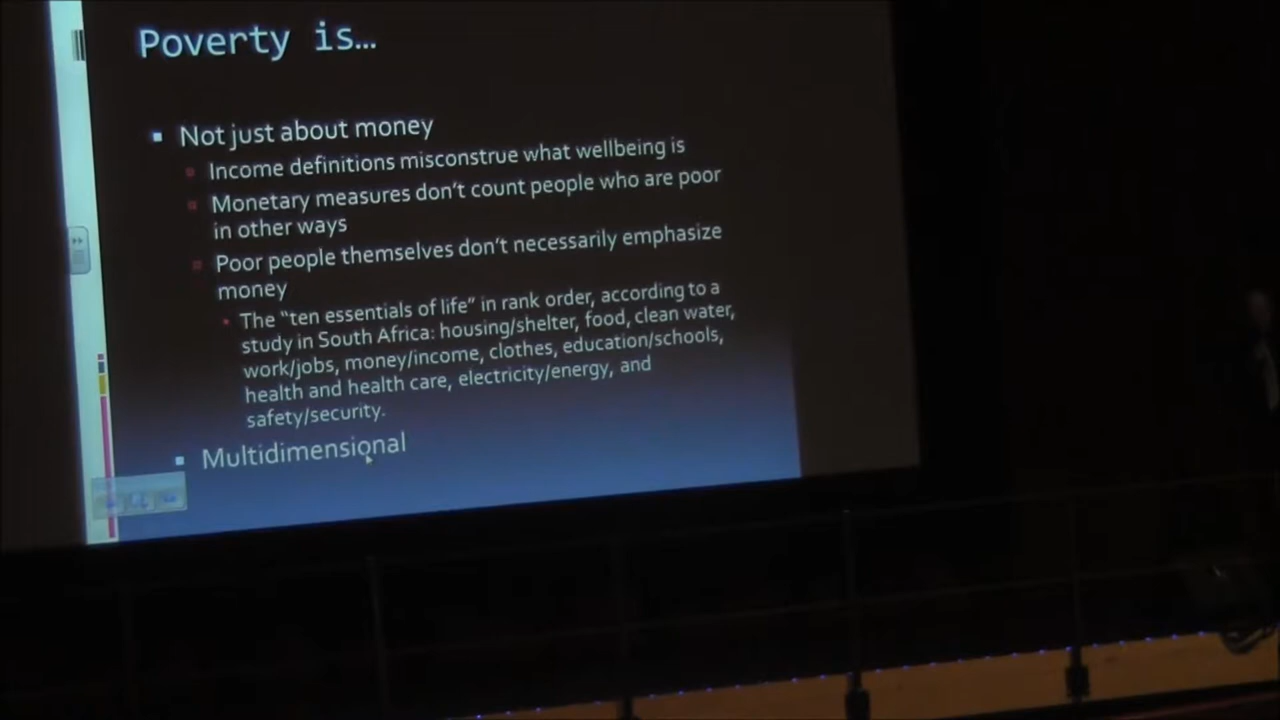 Poverty is…
Not just about money
Income definitions misconstrue what wellbeing is
Monetary measures don't count people who are poor
in other ways
Poor people themselves don't necessarily emphasize
money
The “ten essentials of life” in rank order, according to a
study in South Africa: housing/shelter, food, clean water,
work/jobs, money/income, clothes, education/schools,
health and health care, electricity/energy, and
safety/security.
Multidimensional